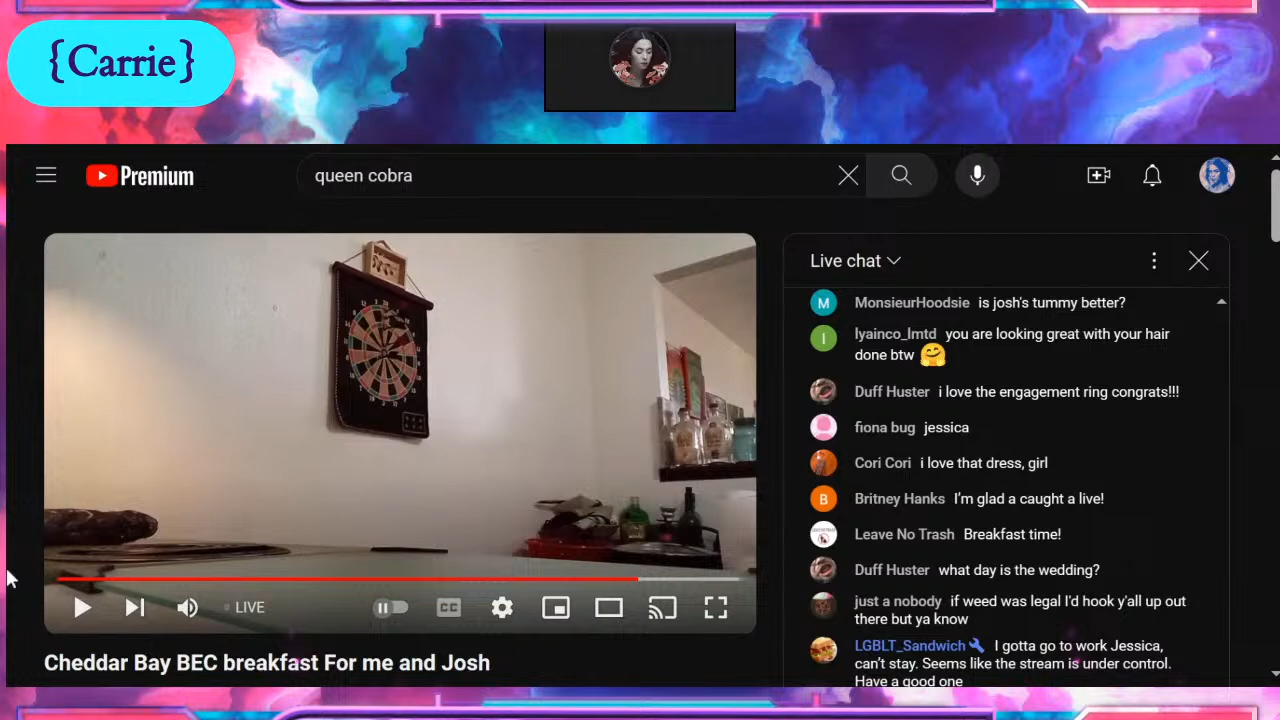 {Carrie}
Premium
queen cobra
Live chat
M
MonsieurHoodsie is josh's tummy better?
I
lyainco_lmtd you are looking great with your hair
done btw 🤗
Duff Huster i love the engagement ring congrats!!!
fiona bug jessica
Cori Cori i love that dress, girl
B
Britney Hanks I'm glad a caught a live!
Leave No Trash Breakfast time!
Duff Huster what day is the wedding?
just a nobody if weed was legal I'd hook y'all up out
there but ya know
LGBLT_Sandwich I gotta go to work Jessica,
can't stay. Seems like the stream is under control.
Have a good one
LIVE
CC
Cheddar Bay BEC breakfast For me and Josh